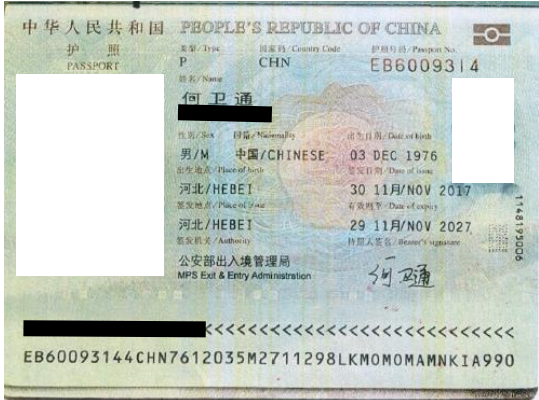 中华人民共和国 PEOPLE'S REPUBLIC OF CHINA
护照
PASSPORT
类型/Type 国家码/Country Code 护照号码/Passport No.
P CHN EB6009314
姓名/Name
何卫通
性别/Sex 国籍/Nationality 出生日期/Date of birth
男/M 中国/CHINESE 03 DEC 1976
出生地点/Place of birth 签发日期/Date of issue
河北/HEBEI 30 11月/NOV 2017
签发地点/Place of issue 有效期至/Date of expiry
河北/HEBEI 29 11月/NOV 2027
签发机关/Authority 持照人签名/Bearer's signature
公安部出入境管理局
MPS Exit & Entry Administration
何卫通
1148195006
<<<<<<<<<<<<<<<<<<<<<<<<<<<
EB60093144CHN7612035M2711298LKMOMOMAMNKIA990